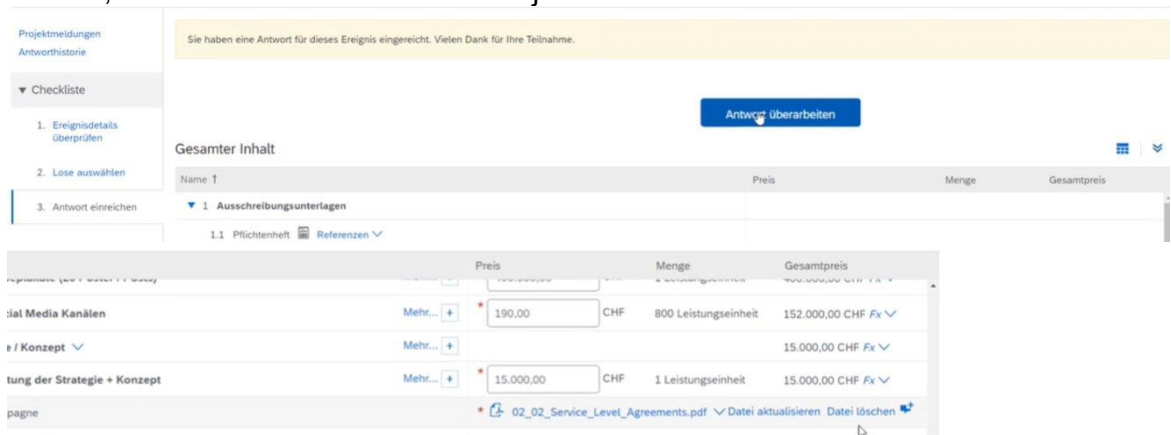 Projektmeldungen
Antworthistorie
Sie haben eine Antwort für dieses Ereignis eingereicht. Vielen Dank für Ihre Teilnahme.
▼ Checkliste
1. Ereignisdetails
überprüfen
2. Lose auswählen
3. Antwort einreichen
Antwort überarbeiten
Gesamter Inhalt
Name ↑ Preis Menge Gesamtpreis
▼ 1 Ausschreibungsunterlagen
1.1 Pflichtenheft Referenzen
Preis Menge Gesamtpreis
cial Media Kanälen Mehr... + * 190,00 CHF 800 Leistungseinheit 152.000,00 CHF Fx
e / Konzept Mehr... + 15.000,00 CHF Fx
tung der Strategie + Konzept Mehr... + * 15.000,00 CHF 1 Leistungseinheit 15.000,00 CHF Fx
pagne * 02_02_Service_Level_Agreements.pdf Datei aktualisieren Datei löschen